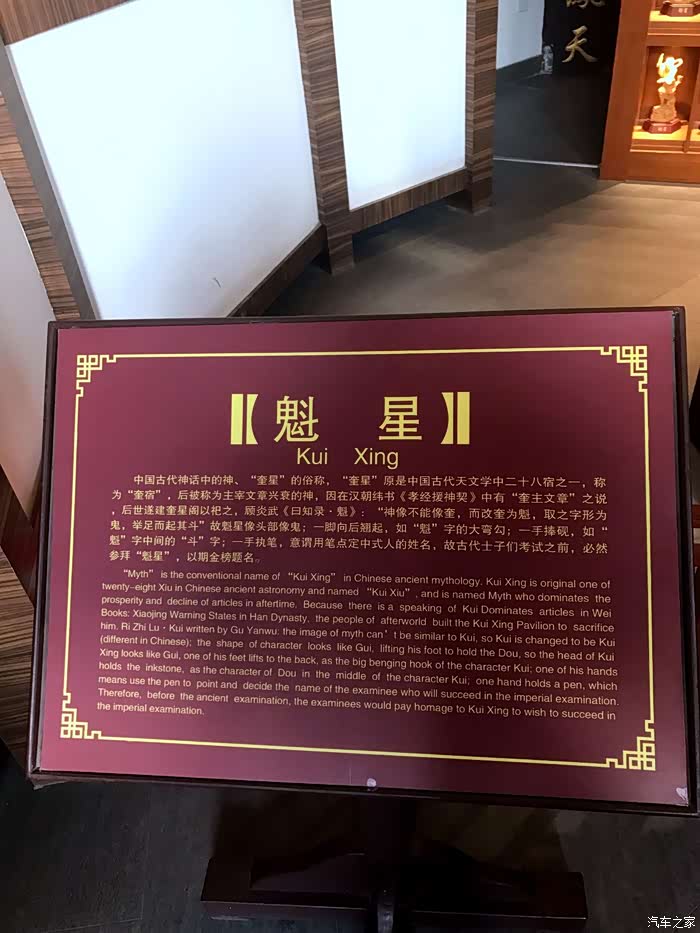 天
【魁 星】
Kui Xing
中国古代神话中的神、“奎星”的俗称，“奎星”原是中国古代天文学中二十八宿之一，称
为“奎宿”，后被称为主宰文章兴衰的神，因在汉朝纬书《孝经援神契》中有“奎主文章”之说
，后世遂建奎星阁以祀之，顾炎武《日知录·魁》：“神像不能像奎，而改奎为魁，取之字形为
鬼，举足而起其斗”故魁星像头部像鬼；一脚向后翘起，如“魁”字的大弯勾；一手捧砚，如“
魁”字中间的“斗”字；一手执笔，意谓用笔点定中式人的姓名，故古代士子们考试之前，必然
参拜“魁星”，以期金榜题名。
“Myth” is the conventional name of “Kui Xing” in Chinese ancient mythology. Kui Xing is original one of
twenty-eight Xiu in Chinese ancient astronomy and named “Kui Xiu”. and is named Myth who dominates the
prosperity and decline of articles in aftertime. Because there is a speaking of Kui Dominates articles in Wei
Books: Xiaojing Warning States in Han Dynasty, the people of afterworld built the Kui Xing Pavilion to sacrifice
him. Ri Zhi Lu · Kui written by Gu Yanwu: the image of myth can't be similar to Kui, so Kui is changed to be Kui
(different in Chinese); the shape of character looks like Gui, lifting his foot to hold the Dou, so the head of Kui
Xing looks like Gui, one of his feet lifts to the back, as the big benging hook of the character Kui; one of his hands
holds the inkstone, as the character of Dou in the middle of the character Kui; one hand holds a pen, which
means use the pen to point and decide the name of the examinee who will succeed in the imperial examination.
Therefore, before the ancient examination, the examinees would pay homage to Kui Xing to wish to succeed in
the imperial examination.
汽车之家